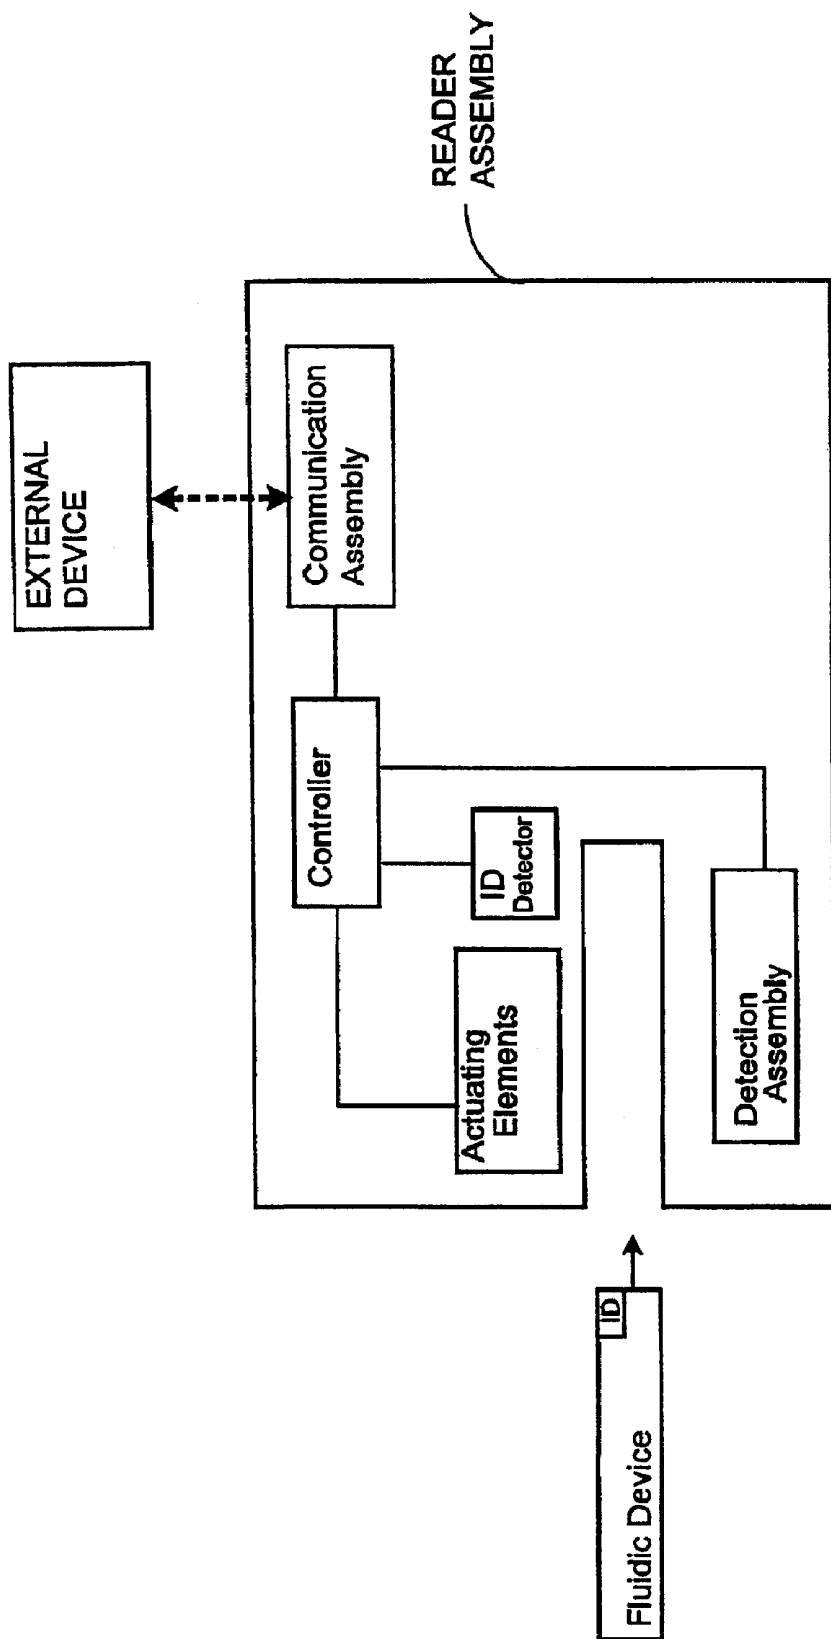 EXTERNAL
DEVICE
READER
ASSEMBLY
Communication
Assembly
Controller
ID
Detector
Actuating
Elements
Detection
Assembly
ID
Fluidic Device